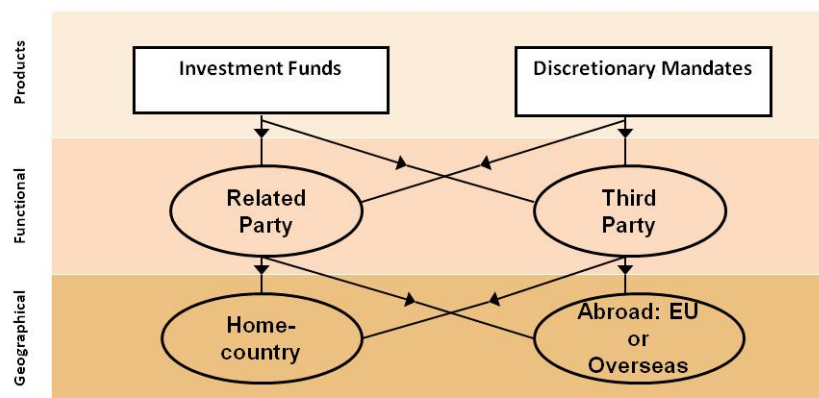 Products
Investment Funds
Discretionary Mandates
Functional
Related
Party
Third
Party
Geographical
Home-
country
Abroad: EU
or
Overseas